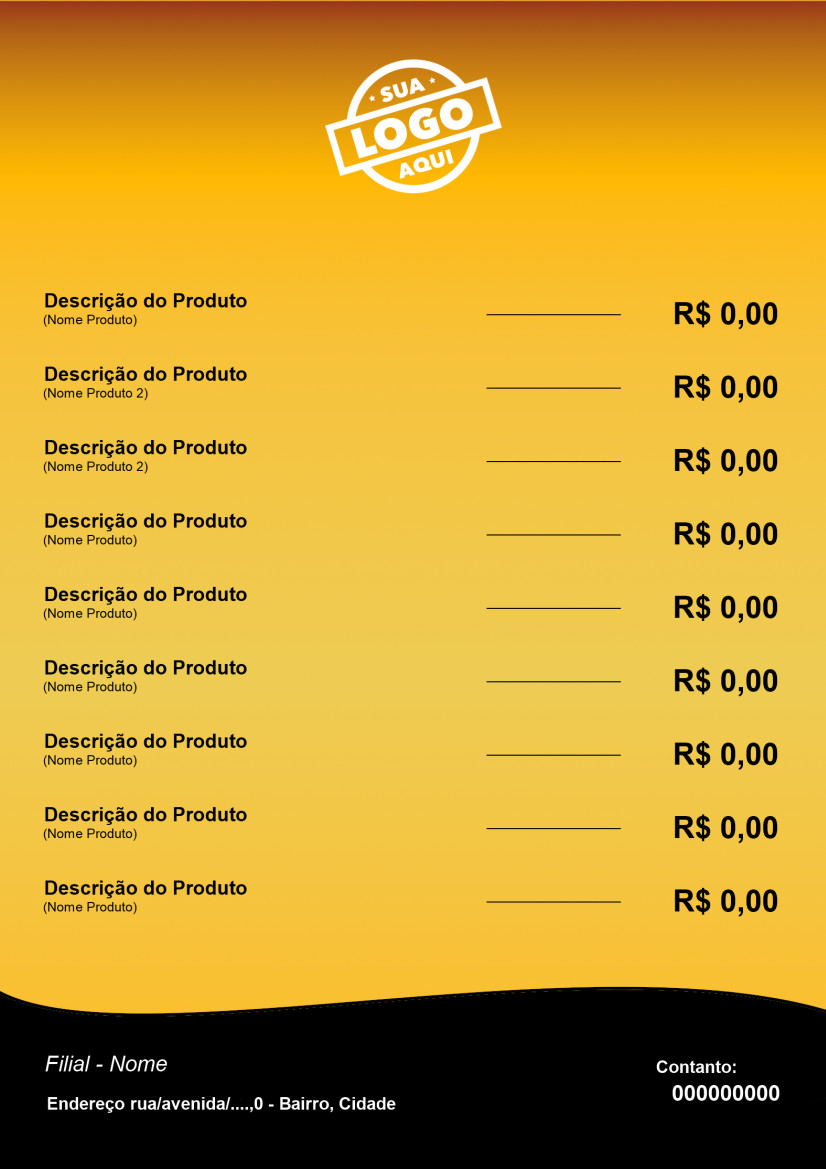 SUA
LOGO
AQUI
Descrição do Produto
(Nome Produto)
R$ 0,00
Descrição do Produto
(Nome Produto 2)
R$ 0,00
Descrição do Produto
(Nome Produto 2)
R$ 0,00
Descrição do Produto
(Nome Produto)
R$ 0,00
Descrição do Produto
(Nome Produto)
R$ 0,00
Descrição do Produto
(Nome Produto)
R$ 0,00
Descrição do Produto
(Nome Produto)
R$ 0,00
Descrição do Produto
(Nome Produto)
R$ 0,00
Descrição do Produto
(Nome Produto)
R$ 0,00
Filial - Nome
Endereço rua/avenida/....,0 - Bairro, Cidade
Contanto:
000000000